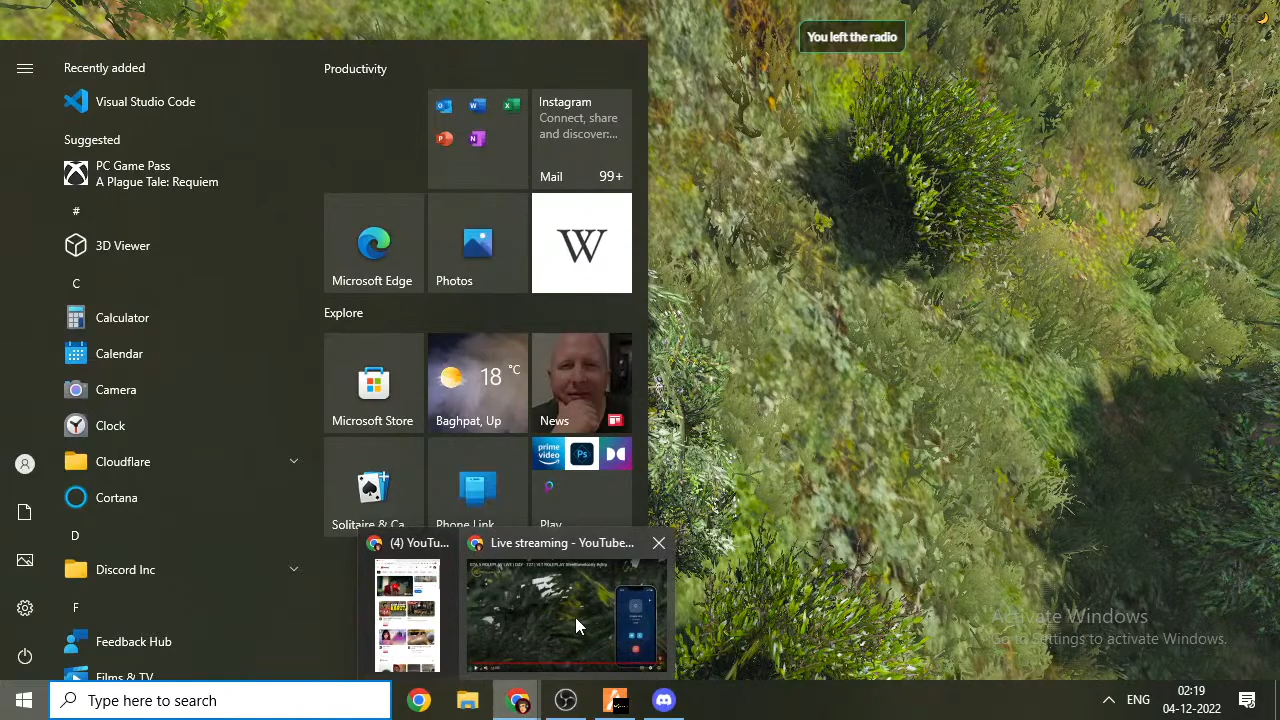 You left the radio
Recently added
Visual Studio Code
Suggested
PC Game Pass
A Plague Tale: Requiem
#
3D Viewer
C
Calculator
Calendar
Camera
Clock
Cloudflare
Cortana
D
Discord Inc
F
Feedback Hub
Films & TV
Productivity
Instagram
Connect, share
and discover:...
Mail 99+
Microsoft Edge
Photos
W
Explore
Microsoft Store
18 °C
Baghpat, Up
News
Solitaire & Ca
Phone Link
prime
video
Ps
Play
(4) YouTu...
Live streaming - YouTube...
Activate Windows
Go to Settings to activate Windows.
Type here to search
ENG
02:19
04-12-2022